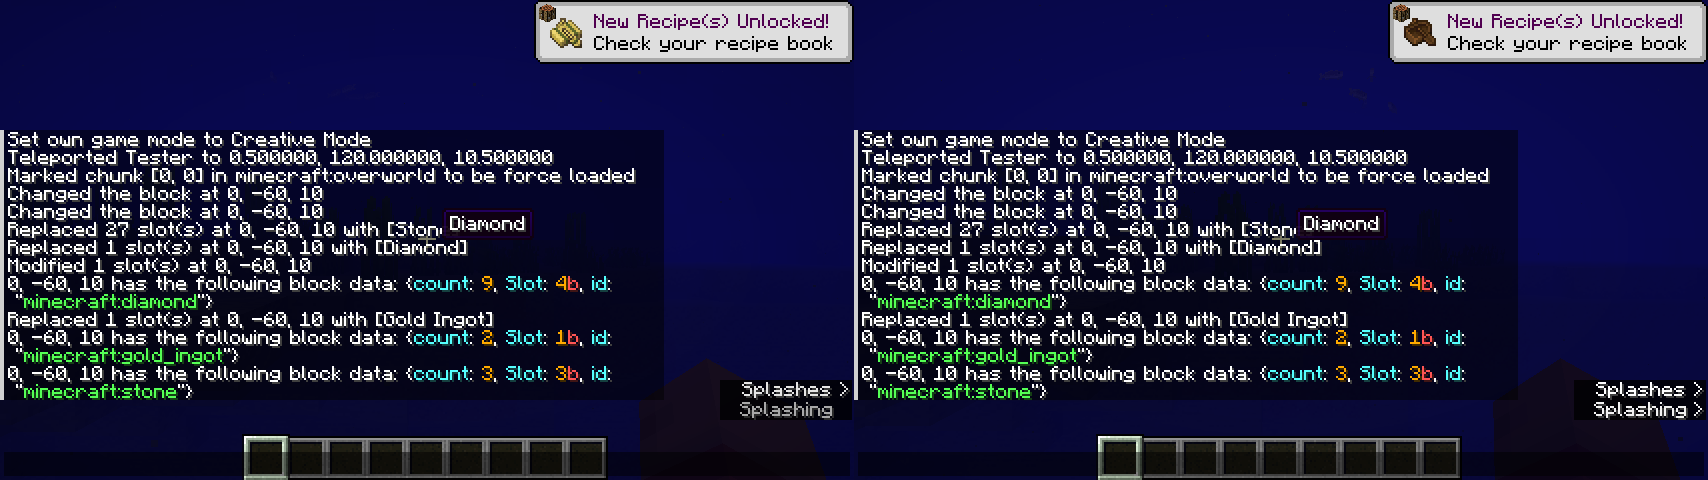 New Recipe(s) Unlocked!
Check your recipe book
Set own game mode to Creative Mode
Teleported Tester to 0.500000, 120.000000, 10.500000
Marked chunk [0, 0] in minecraft:overworld to be force loaded
Changed the block at 0, -60, 10
Changed the block at 0, -60, 10
Replaced 27 slot(s) at 0, -60, 10 with [Ston
Diamond
Replaced 1 slot(s) at 0, -60, 10 with [Diamond]
Modified 1 slot(s) at 0, -60, 10
0, -60, 10 has the following block data: {count: 9, Slot: 4b, id:
"minecraft:diamond"}
Replaced 1 slot(s) at 0, -60, 10 with [Gold Ingot]
0, -60, 10 has the following block data: {count: 2, Slot: 1b, id:
"minecraft:gold_ingot"}
0, -60, 10 has the following block data: {count: 3, Slot: 3b, id:
"minecraft:stone"}
Splashes >
Splashing
New Recipe(s) Unlocked!
Check your recipe book
Set own game mode to Creative Mode
Teleported Tester to 0.500000, 120.000000, 10.500000
Marked chunk [0, 0] in minecraft:overworld to be force loaded
Changed the block at 0, -60, 10
Changed the block at 0, -60, 10
Replaced 27 slot(s) at 0, -60, 10 with [Ston
Diamond
Replaced 1 slot(s) at 0, -60, 10 with [Diamond]
Modified 1 slot(s) at 0, -60, 10
0, -60, 10 has the following block data: {count: 9, Slot: 4b, id:
"minecraft:diamond"}
Replaced 1 slot(s) at 0, -60, 10 with [Gold Ingot]
0, -60, 10 has the following block data: {count: 2, Slot: 1b, id:
"minecraft:gold_ingot"}
0, -60, 10 has the following block data: {count: 3, Slot: 3b, id:
"minecraft:stone"}
Splashes >
Splashing >